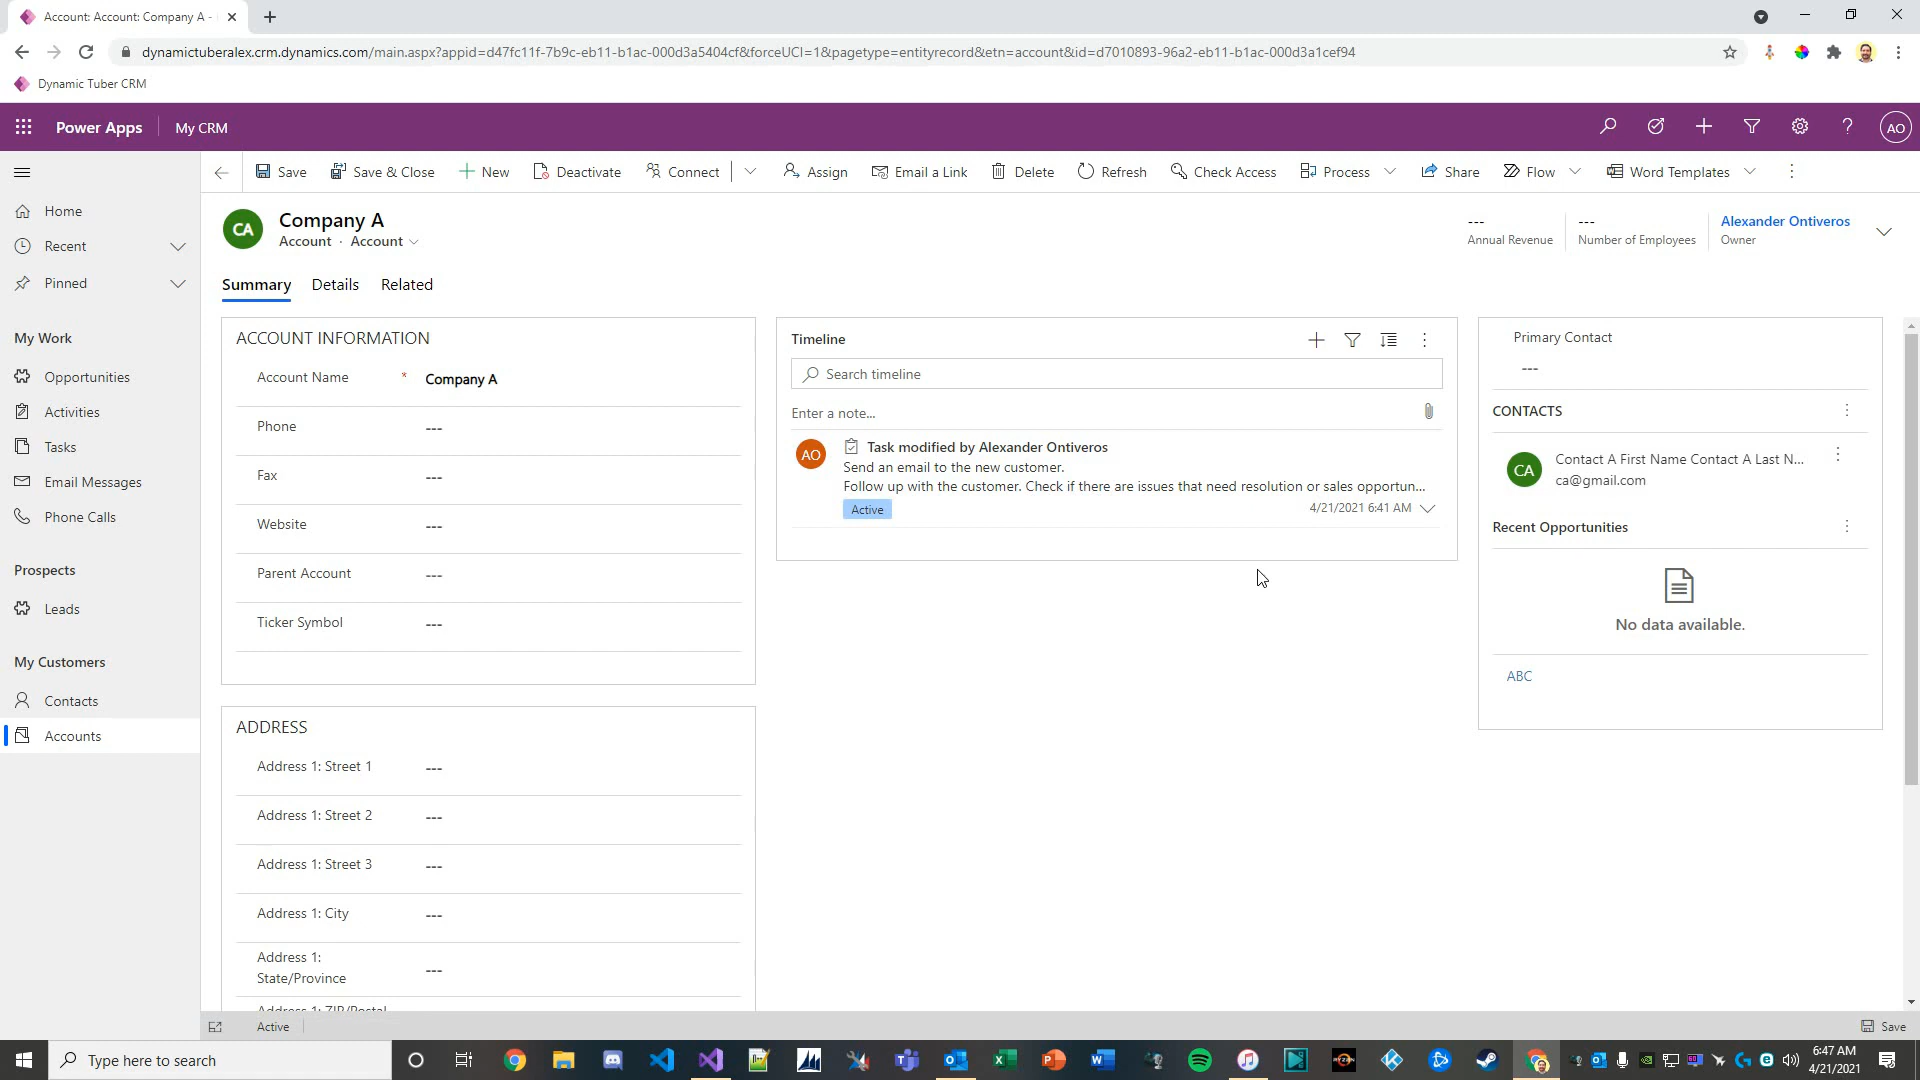 Account: Account: Company A -
dynamictuberalex.crm.dynamics.com/main.aspx?appid=d47fc11f-7b9c-eb11-b1ac-000d3a5404cf&forceUCI=1&pagetype=entityrecord&etn=account&id=d7010893-96a2-eb11-b1ac-000d3a1cef94
Dynamic Tuber CRM
Power Apps
My CRM
AO
Save
Save & Close
New
Deactivate
Connect
Assign
Email a Link
Delete
Refresh
Check Access
Process
Share
Flow
Word Templates
Home
Recent
Pinned
My Work
Opportunities
Activities
Tasks
Email Messages
Phone Calls
Prospects
Leads
My Customers
Contacts
Accounts
CA
Company A
Account · Account
---
Annual Revenue
---
Number of Employees
Alexander Ontiveros
Owner
Summary
Details
Related
ACCOUNT INFORMATION
Account Name * Company A
Phone ---
Fax ---
Website ---
Parent Account ---
Ticker Symbol ---
ADDRESS
Address 1: Street 1 ---
Address 1: Street 2 ---
Address 1: Street 3 ---
Address 1: City ---
Address 1:
State/Province ---
Address 1: ZIP/Postal
Timeline
Search timeline
Enter a note...
AO
Task modified by Alexander Ontiveros
Send an email to the new customer.
Follow up with the customer. Check if there are issues that need resolution or sales opportun...
Active
4/21/2021 6:41 AM
Primary Contact
---
CONTACTS
CA
Contact A First Name Contact A Last N...
ca@gmail.com
Recent Opportunities
No data available.
ABC
Active
Save
Type here to search
6:47 AM
4/21/2021